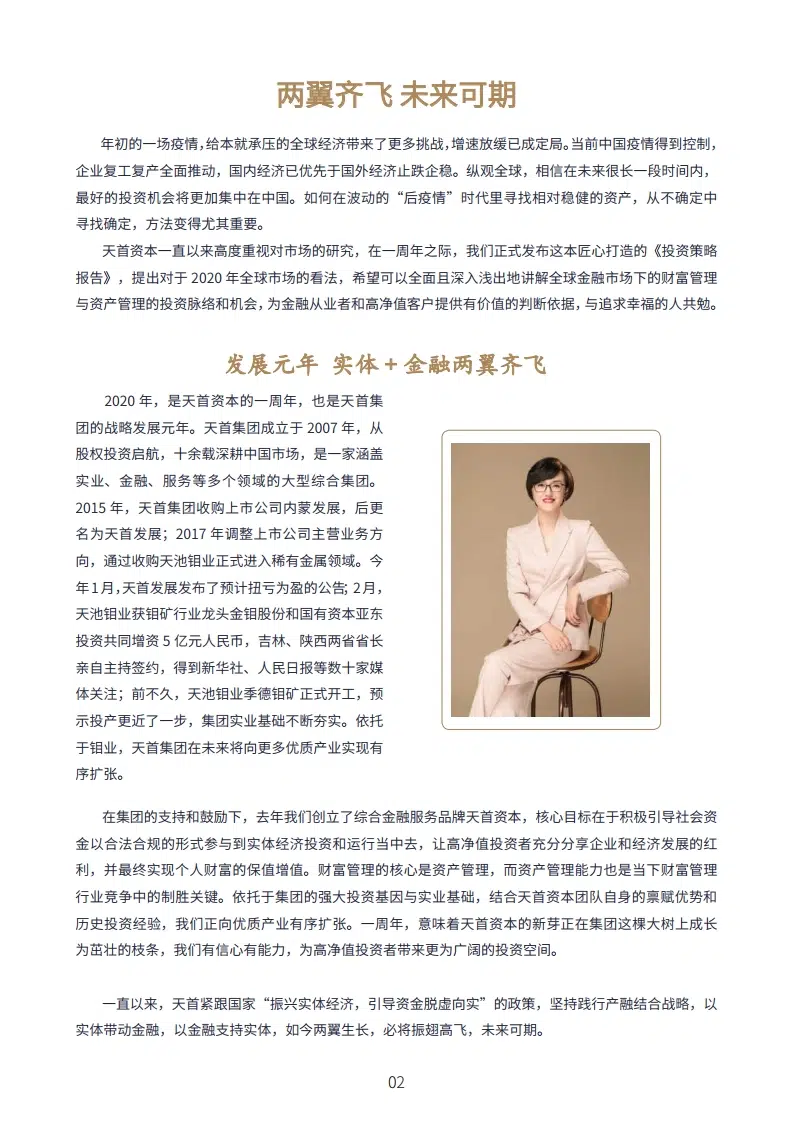 两翼齐飞 未来可期
年初的一场疫情，给本就承压的全球经济带来了更多挑战，增速放缓已成定局。当前中国疫情得到控制，
企业复工复产全面推动，国内经济已优先于国外经济止跌企稳。纵观全球，相信在未来很长一段时间内，
最好的投资机会将更加集中在中国。如何在波动的“后疫情”时代里寻找相对稳健的资产，从不确定中
寻找确定，方法变得尤其重要。
天首资本一直以来高度重视对市场的研究，在一周年之际，我们正式发布这本匠心打造的《投资策略
报告》，提出对于 2020 年全球市场的看法，希望可以全面且深入浅出地讲解全球金融市场下的财富管理
与资产管理的投资脉络和机会，为金融从业者和高净值客户提供有价值的判断依据，与追求幸福的人共勉。
发展元年 实体 + 金融两翼齐飞
2020 年，是天首资本的一周年，也是天首集
团的战略发展元年。天首集团成立于 2007 年，从
股权投资启航，十余载深耕中国市场，是一家涵盖
实业、金融、服务等多个领域的大型综合集团。
2015 年，天首集团收购上市公司内蒙发展，后更
名为天首发展；2017 年调整上市公司主营业务方
向，通过收购天池钼业正式进入稀有金属领域。今
年 1 月，天首发展发布了预计扭亏为盈的公告；2 月，
天池钼业获钼矿行业龙头金钼股份和国有资本亚东
投资共同增资 5 亿元人民币，吉林、陕西两省省长
亲自主持签约，得到新华社、人民日报等数十家媒
体关注；前不久，天池钼业季德钼矿正式开工，预
示投产更近了一步，集团实业基础不断夯实。依托
于钼业，天首集团在未来将向更多优质产业实现有
序扩张。
在集团的支持和鼓励下，去年我们创立了综合金融服务品牌天首资本，核心目标在于积极引导社会资
金以合法合规的形式参与到实体经济投资和运行当中去，让高净值投资者充分分享企业和经济发展的红
利，并最终实现个人财富的保值增值。财富管理的核心是资产管理，而资产管理能力也是当下财富管理
行业竞争中的制胜关键。依托于集团的强大投资基因与实业基础，结合天首资本团队自身的禀赋优势和
历史投资经验，我们正向优质产业有序扩张。一周年，意味着天首资本的新芽正在集团这棵大树上成长
为茁壮的枝条，我们有信心有能力，为高净值投资者带来更为广阔的投资空间。
一直以来，天首紧跟国家“振兴实体经济，引导资金脱虚向实”的政策，坚持践行产融结合战略，以
实体带动金融，以金融支持实体，如今两翼生长，必将振翅高飞，未来可期。
02